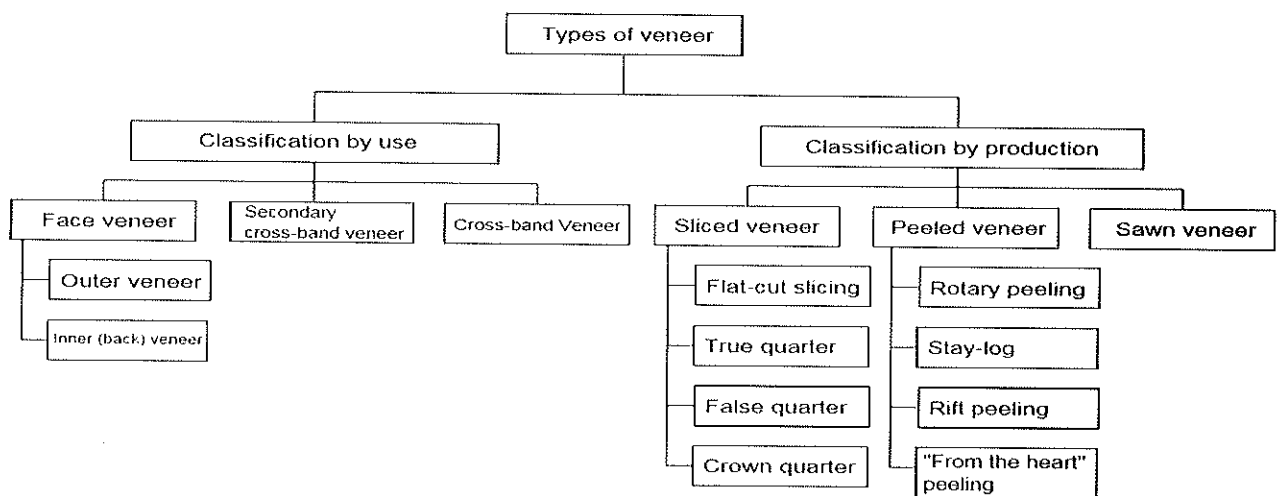 Types of veneer
Classification by use
Classification by production
Face veneer
Secondary
cross-band veneer
Cross-band Veneer
Sliced veneer
Peeled veneer
Sawn veneer
Outer veneer
Inner (back) veneer
Flat-cut slicing
True quarter
False quarter
Crown quarter
Rotary peeling
Stay-log
Rift peeling
"From the heart"
peeling